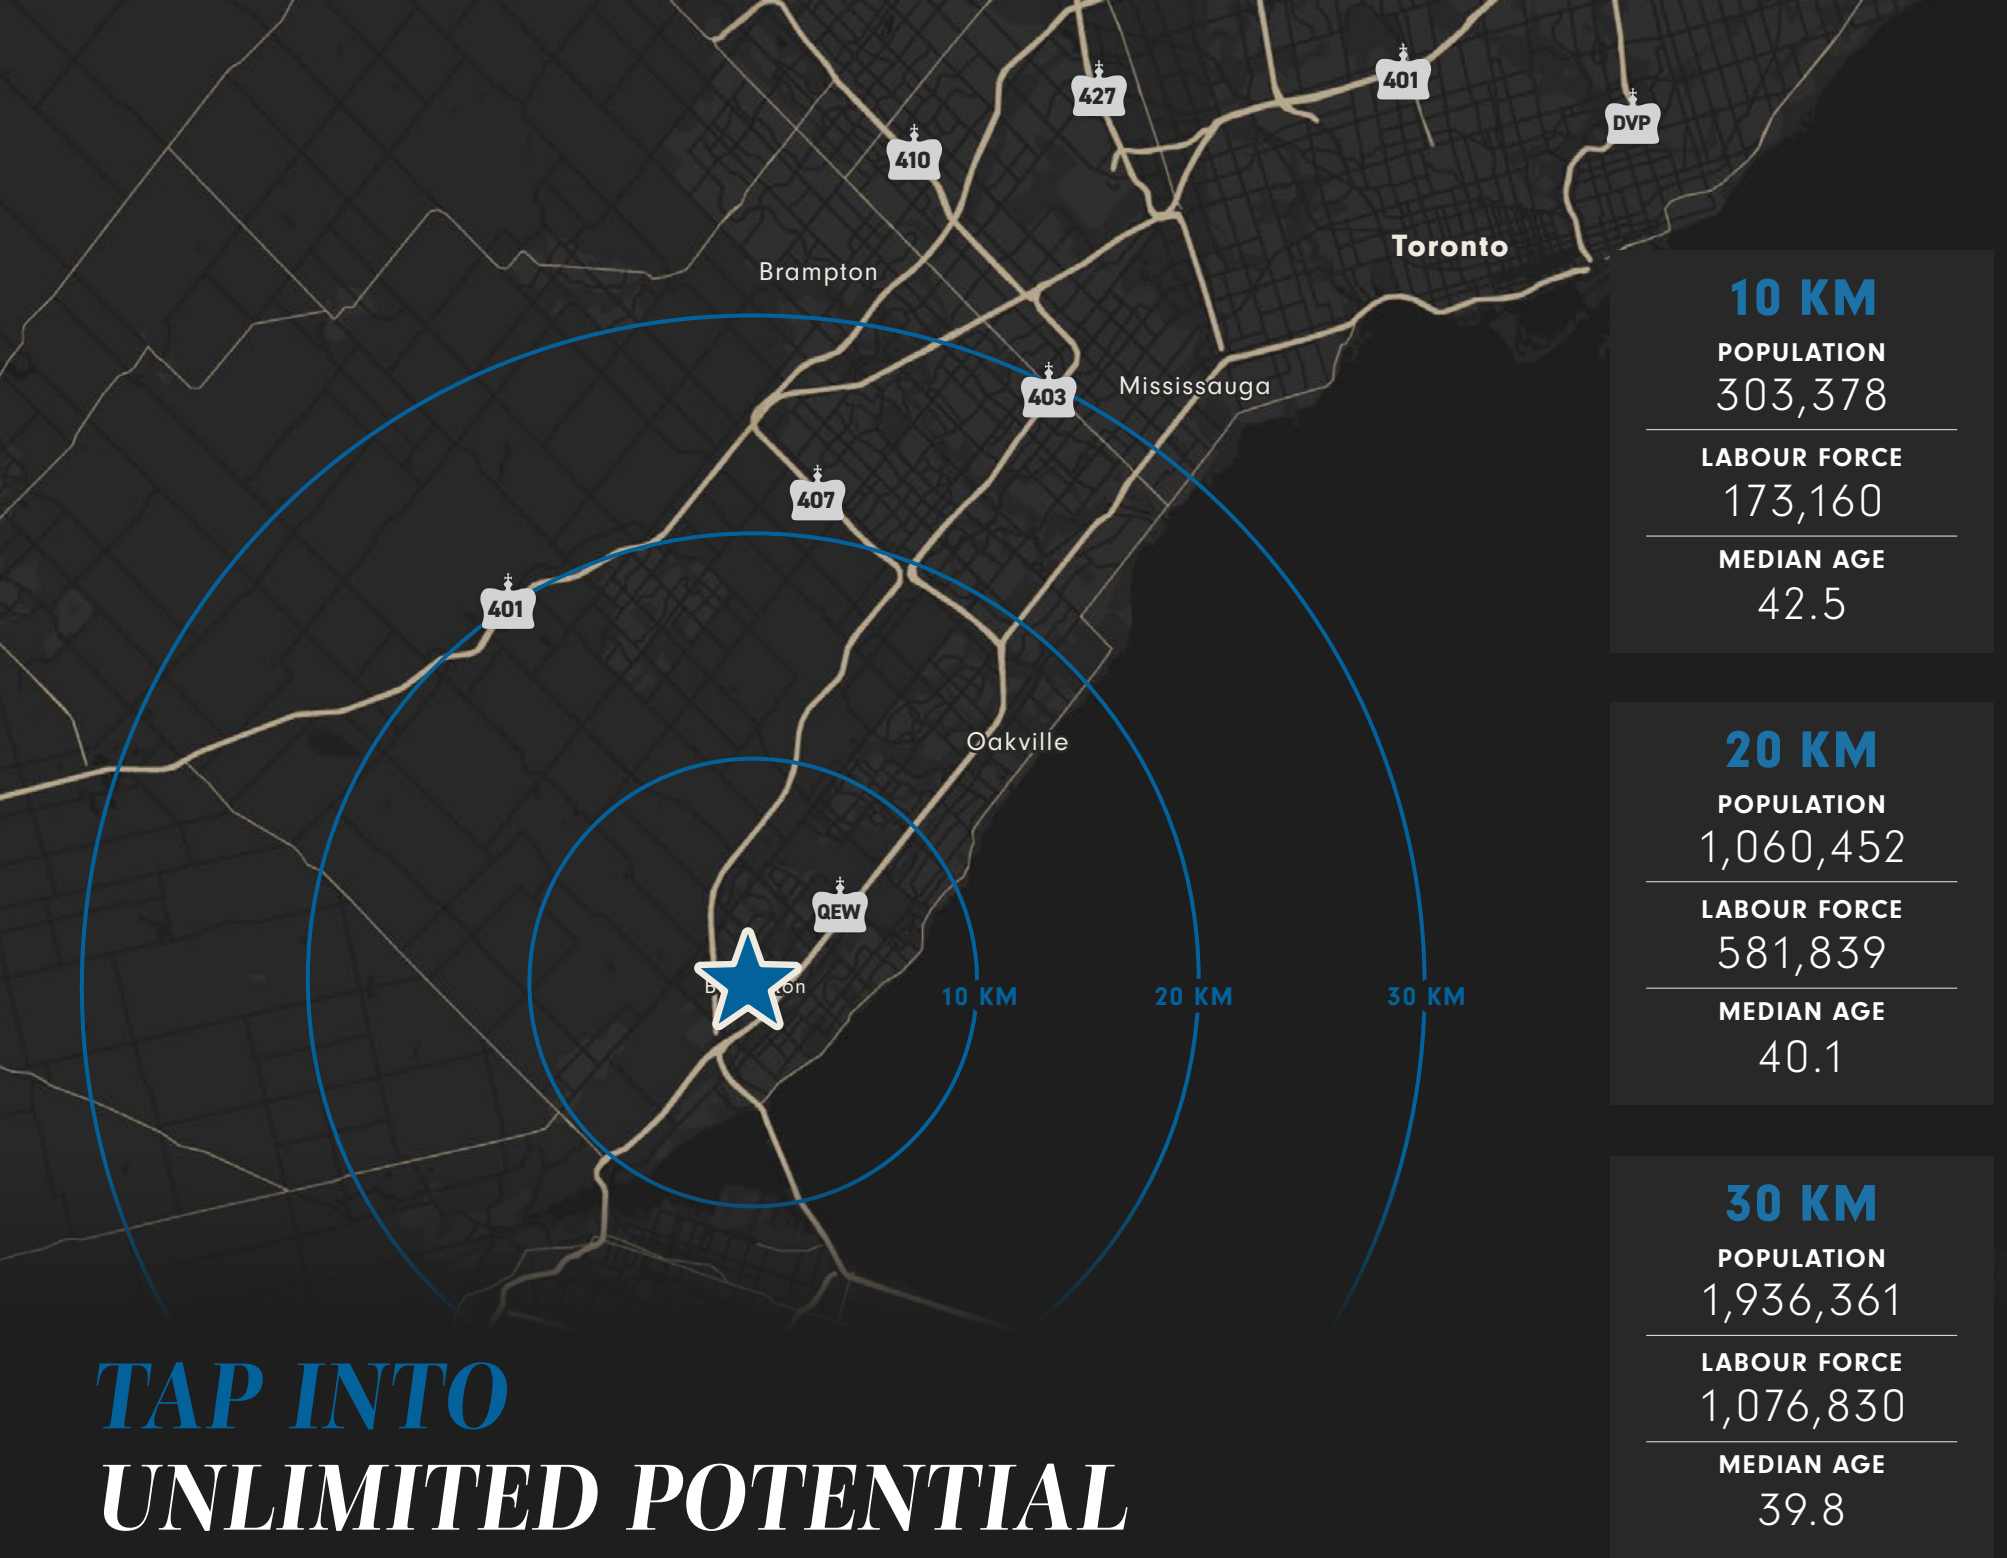 427
401
DVP
410
Toronto
Brampton
403
Mississauga
407
401
Oakville
QEW
10 KM
20 KM
30 KM
10 KM
POPULATION
303,378
LABOUR FORCE
173,160
MEDIAN AGE
42.5
20 KM
POPULATION
1,060,452
LABOUR FORCE
581,839
MEDIAN AGE
40.1
30 KM
POPULATION
1,936,361
LABOUR FORCE
1,076,830
MEDIAN AGE
39.8
TAP INTO
UNLIMITED POTENTIAL